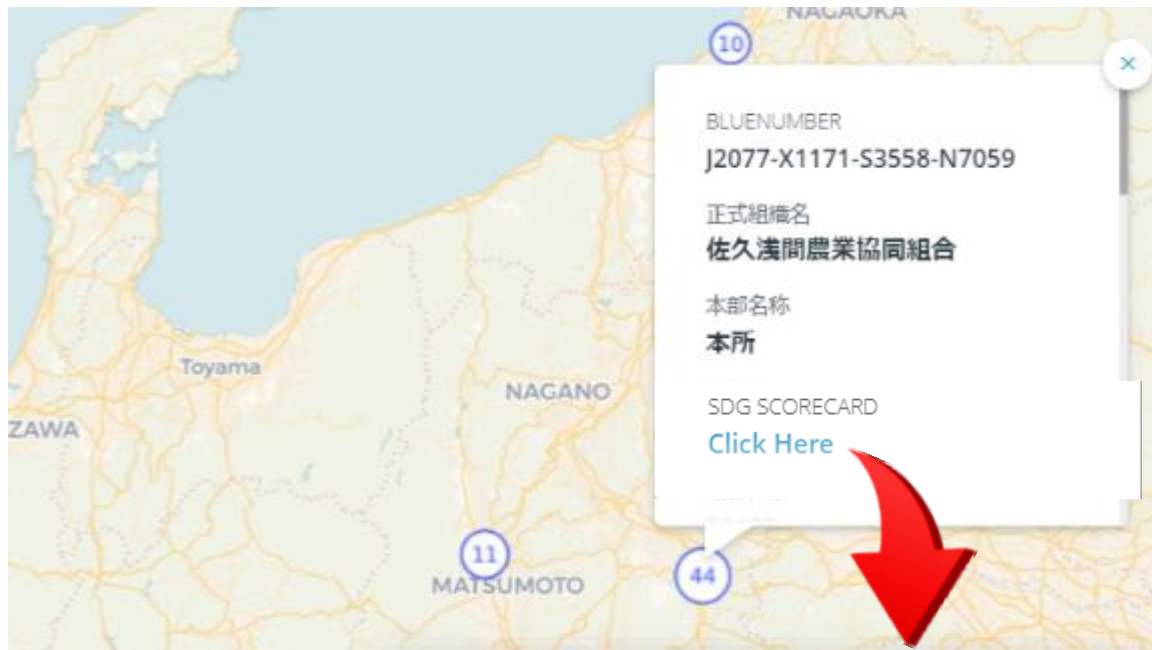 NAGAOKA
10
×
BLUENUMBER
J2077-X1171-S3558-N7059
正式組織名
佐久浅間農業協同組合
本部名称
本所
Toyama
NAGANO
SDG SCORECARD
ZAWA
Click Here
11
MATSUMOTO
44